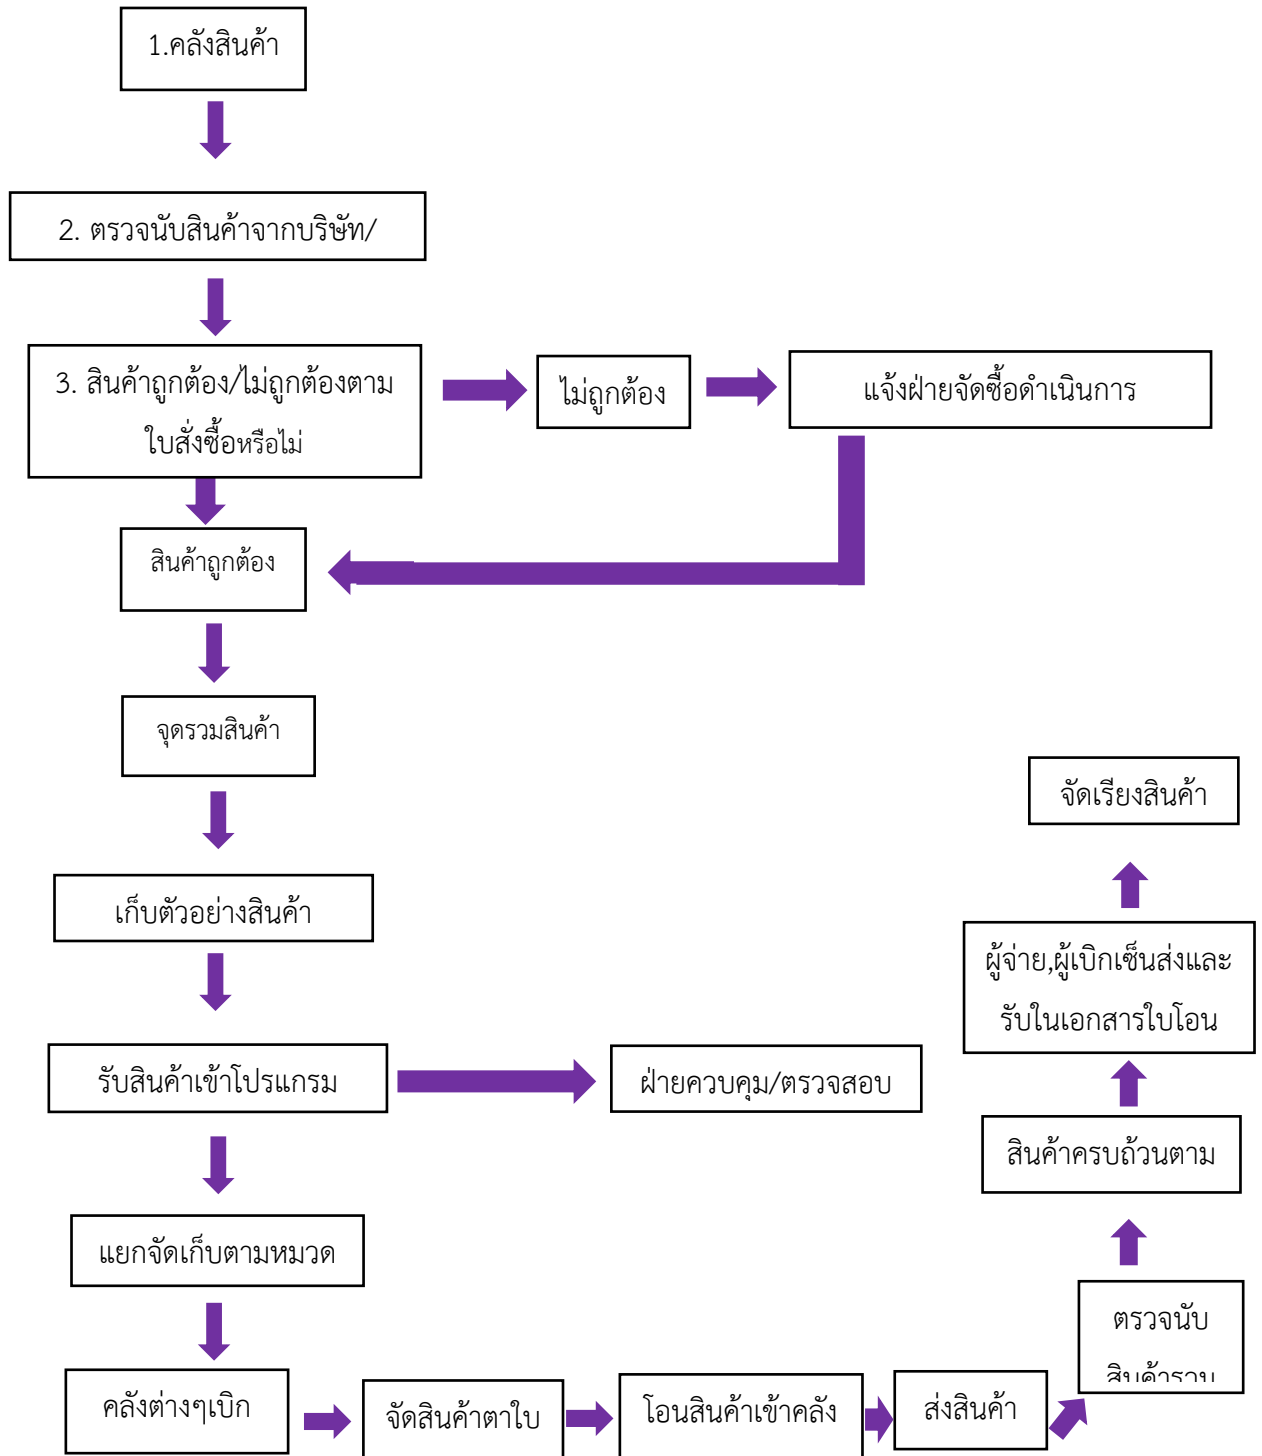 1.คลังสินค้า
2. ตรวจนับสินค้าจากบริษัท/
3. สินค้าถูกต้อง/ไม่ถูกต้องตาม
ใบสั่งซื้อหรือไม่
ไม่ถูกต้อง
แจ้งฝ่ายจัดซื้อดำเนินการ
สินค้าถูกต้อง
จุดรวมสินค้า
เก็บตัวอย่างสินค้า
รับสินค้าเข้าโปรแกรม
ฝ่ายควบคุม/ตรวจสอบ
แยกจัดเก็บตามหมวด
คลังต่างๆเบิก
จัดสินค้าตาใบ
โอนสินค้าเข้าคลัง
ส่งสินค้า
ตรวจนับ
สินค้ารวบ
สินค้าครบถ้วนตาม
ผู้จ่าย,ผู้เบิกเซ็นส่งและ
รับในเอกสารใบโอน
จัดเรียงสินค้า